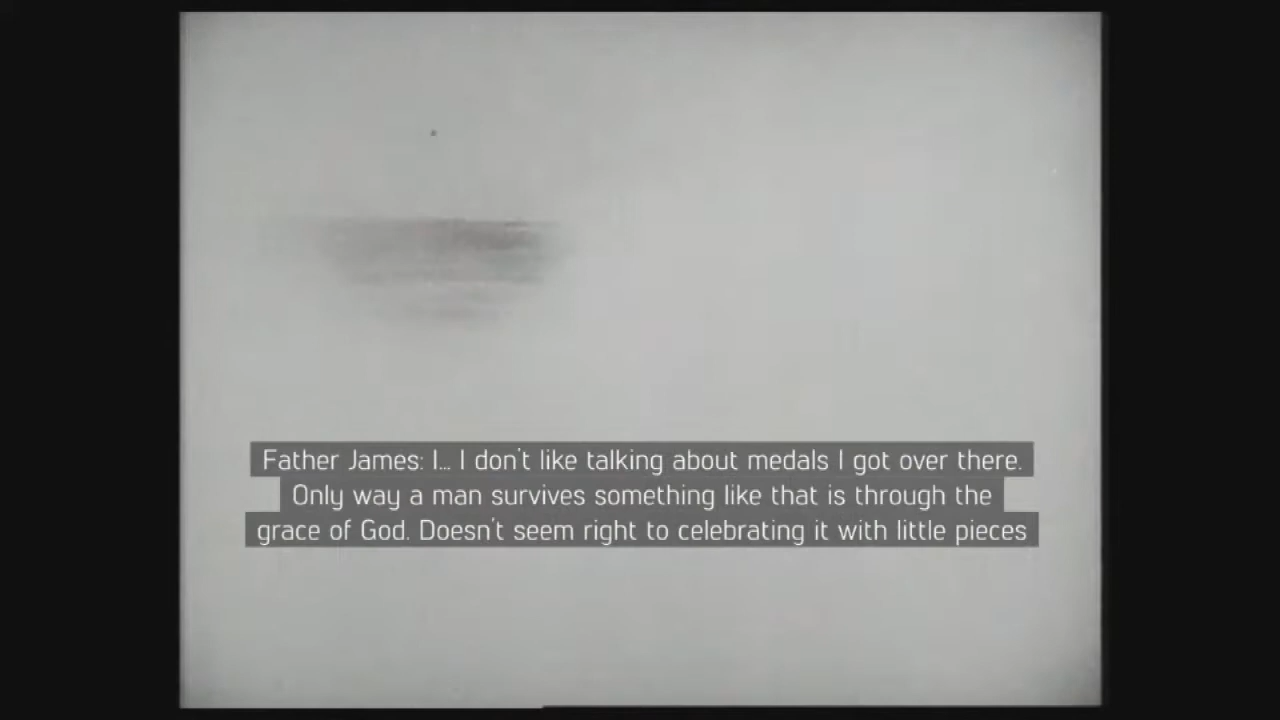 Father James: I... I don't like talking about medals I got over there.
Only way a man survives something like that is through the
grace of God. Doesn't seem right to celebrating it with little pieces